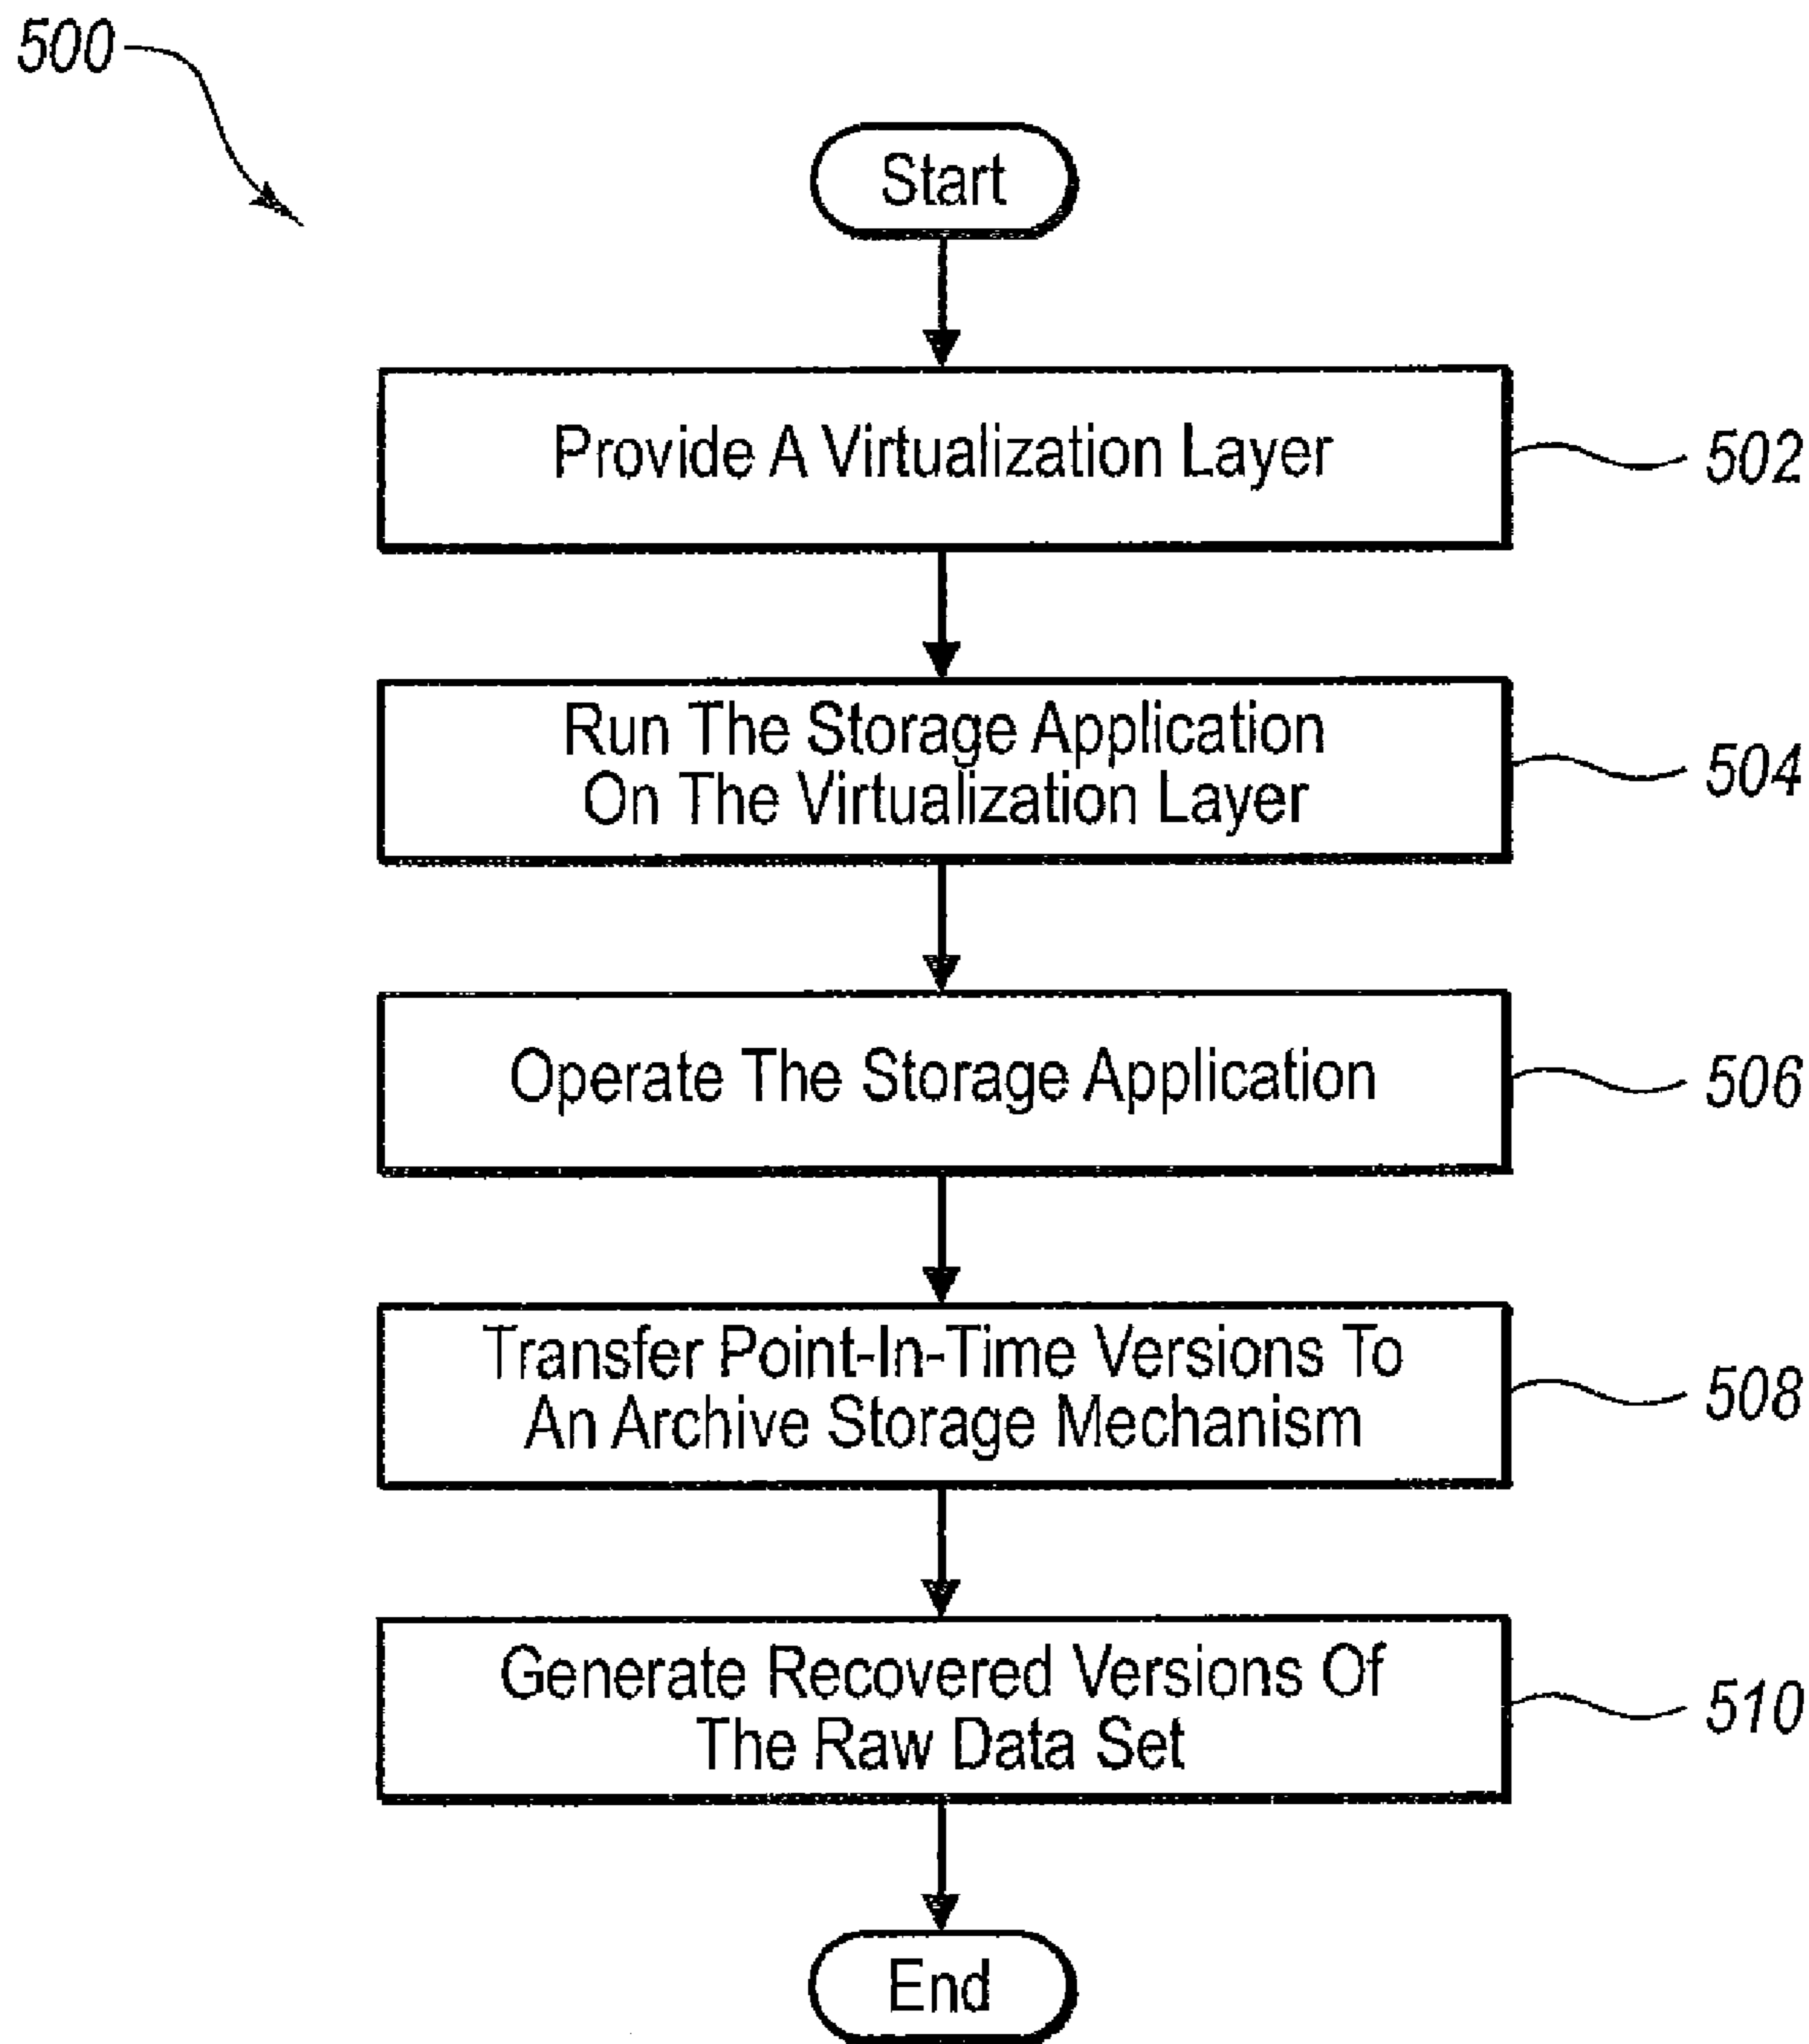 500
Start
Provide A Virtualization Layer
502
Run The Storage Application
On The Virtualization Layer
504
Operate The Storage Application
506
Transfer Point-In-Time Versions To
An Archive Storage Mechanism
508
Generate Recovered Versions Of
The Raw Data Set
510
End